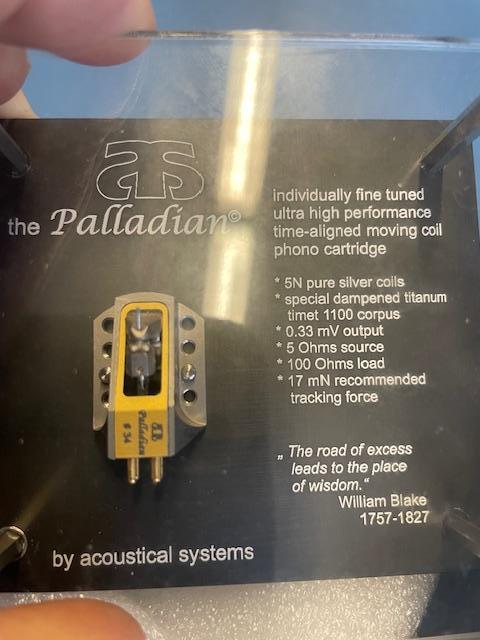 the Palladian©
individually fine tuned
ultra high performance
time-aligned moving coil
phono cartridge
* 5N pure silver coils
* special dampened titanum
timet 1100 corpus
* 0.33 mV output
* 5 Ohms source
* 100 Ohms load
* 17 mN recommended
tracking force
„ The road of excess
leads to the place
of wisdom.“
William Blake
1757-1827
Palladian
# 34
by acoustical systems